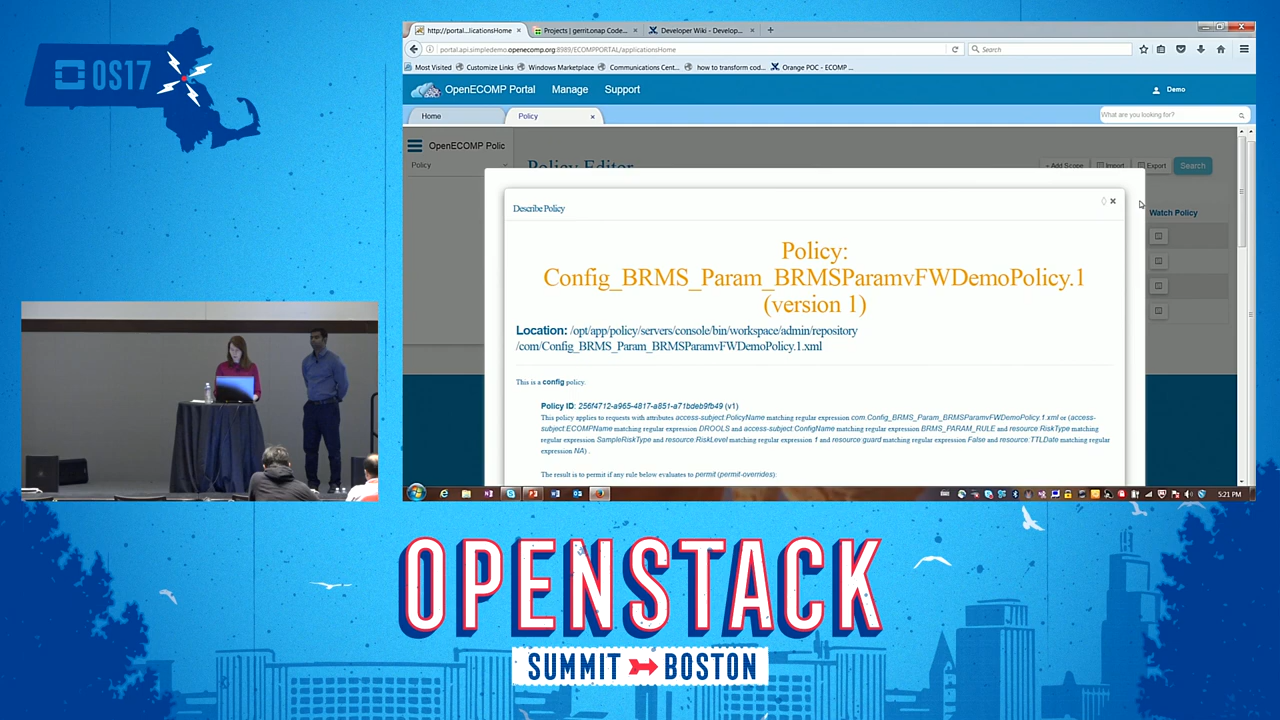 OS17
http://portal...licationsHome
Projects | gerrit.onap Code...
Developer Wiki - Develop...
portal.api.simpledemo.openecomp.org:8989/ECOMPPORTAL/applicationsHome
Search
Most Visited
Customize Links
Windows Marketplace
Communications Cent...
how to transform cod...
Orange POC - ECOMP ...
OpenECOMP Portal
Manage
Support
Demo
Home
Policy
What are you looking for?
OpenECOMP Polic
Policy
Policy Editor
+ Add Scope
Import
Export
Search
Watch Policy
Describe Policy
Policy:
Config_BRMS_Param_BRMSParamvFWDemoPolicy.1
(version 1)
Location: /opt/app/policy/servers/console/bin/workspace/admin/repository
/com/Config_BRMS_Param_BRMSParamvFWDemoPolicy.1.xml
This is a config policy.
Policy ID: 256f4712-a965-4817-a851-a71bdeb9fb49 (v1)
This policy applies to requests with attributes access-subject:PolicyName matching regular expression com.Config_BRMS_Param_BRMSParamvFWDemoPolicy.1.xml or (access-
subject:ECOMPName matching regular expression DROOLS and access-subject:ConfigName matching regular expression BRMS_PARAM_RULE and resource:RiskType matching
regular expression SampleRiskType and resource:RiskLevel matching regular expression 1 and resource:guard matching regular expression False and resource:TTLDate matching regular
expression NA) .
The result is to permit if any rule below evaluates to permit (permit-overrides):
5:21 PM
OPENSTACK
SUMMIT BOSTON